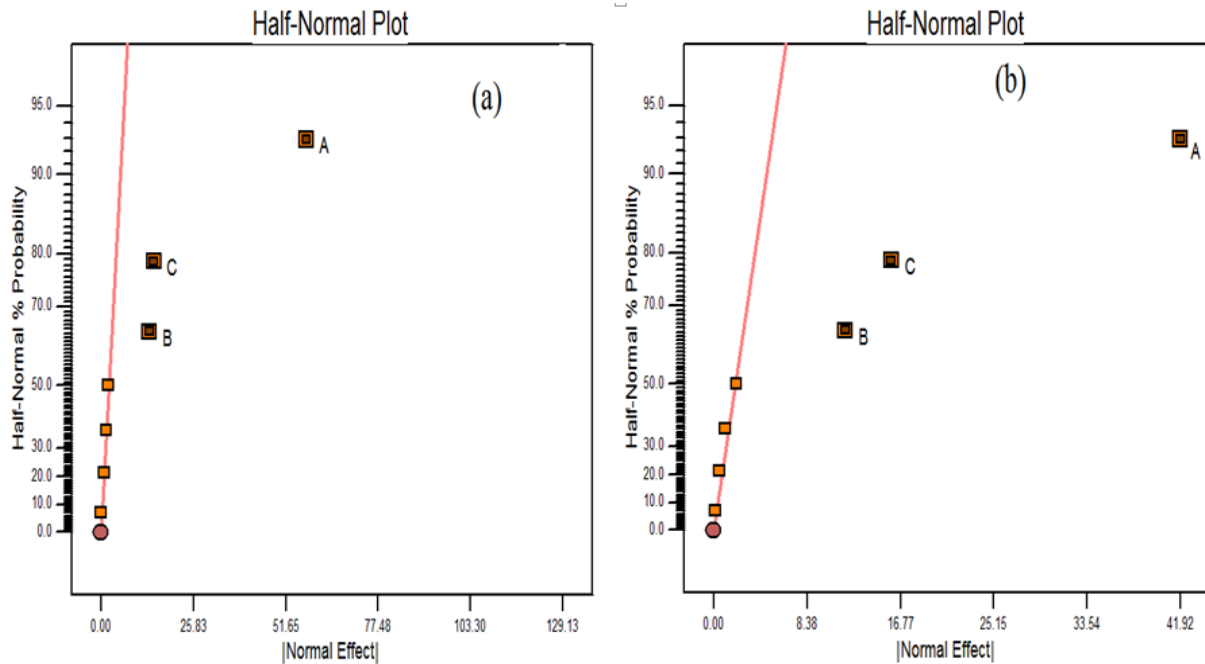 Half-Normal Plot
(a)
Half-Normal % Probability
95.0
90.0
80.0
70.0
50.0
30.0
20.0
10.0
0.0
A
C
B
0.00 25.83 51.65 77.48 103.30 129.13
|Normal Effect|
Half-Normal Plot
(b)
Half-Normal % Probability
95.0
90.0
80.0
70.0
50.0
30.0
20.0
10.0
0.0
A
C
B
0.00 8.38 16.77 25.15 33.54 41.92
|Normal Effect|